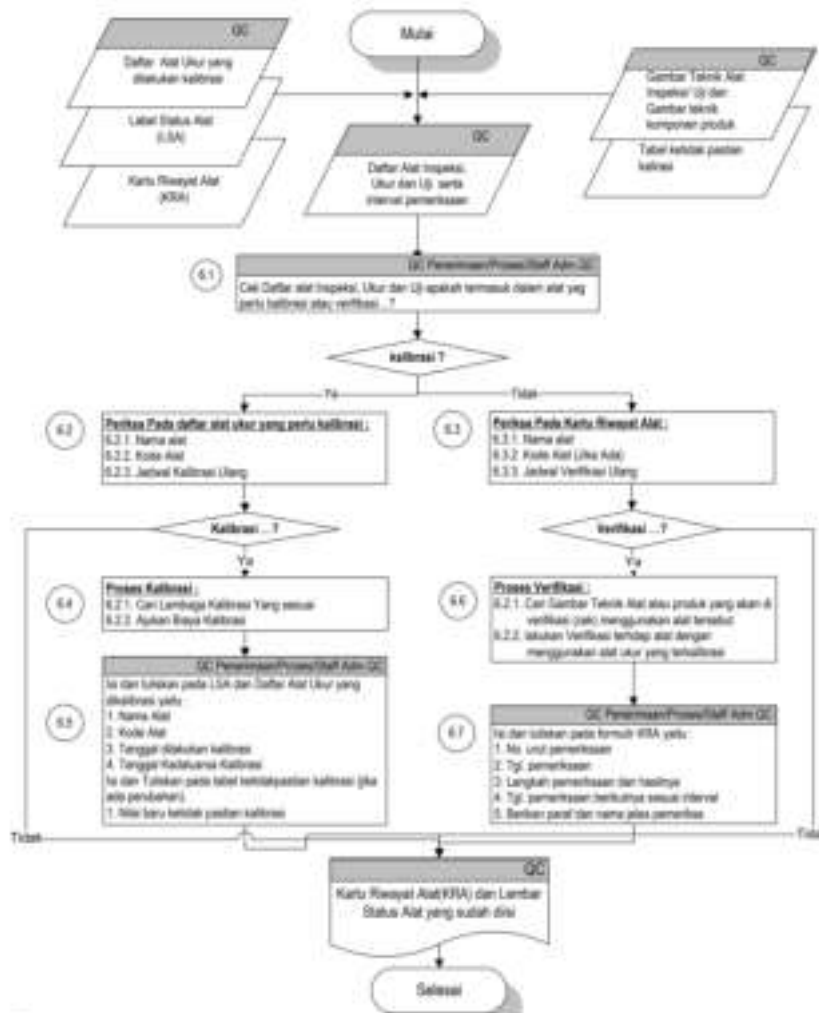 QC
Daftar Alat Ukur yang
dilakukan kalibrasi
Label Status Alat
(LSA)
Kartu Riwayat Alat
(KRA)
Mulai
QC
Gambar Teknik Alat
Inspeksi/ Uji dan
Gambar teknik
komponen produk
Tabel ketidak pastian
QC
Daftar Alat Inspeksi,
Ukur dan Uji serta
interval pemeriksaan
6.1
QC Penerimaan/Proses/Staff Adm QC
Cek Daftar alat Inspeksi, Ukur dan Uji apakah termasuk dalam alat yag
perlu kalibrasi atau verifikasi ...?
kalibrasi ?
Ya
Tidak
6.2
Periksa Pada daftar alat ukur yang perlu kalibrasi :
6.2.1. Nama alat
6.2.2. Kode Alat
6.2.3. Jadwal Kalibrasi Ulang
6.3
Periksa Pada Kartu Riwayat Alat :
6.3.1. Nama alat
6.3.2 Kode Alat (Jika Ada)
6.3.3. Jadwal Verifikasi Ulang
Kalibrasi ...?
Verifikasi ...?
Ya
Ya
6.4
Proses Kalibrasi :
6.2.1. Cari Lembaga Kalibrasi Yang sesuai
6.2.2. Ajukan Biaya Kalibrasi
6.6
Proses Verifikasi :
6.2.1. Cari Gambar Teknik Alat atau produk yang akan di
verifikasi (cek) menggunakan alat tersebut
6.2.2. lakukan Verifikasi terhdap alat dengan
menggunakan alat ukur yang terkalibrasi
6.5
QC Penerimaan/Proses/Staff Adm QC
Isi dan tuliskan pada LSA dan Daftar Alat Ukur yang
dikalibrasi yaitu :
1. Nama Alat
2. Kode Alat
3. Tanggal dilakukan kalibrasi
4. Tanggal Kadaluarsa Kalibrasi
Isi dan Tuliskan pada tabel ketidakpastian kalibrasi (jika
ada perubahan).
1. Nilai baru ketidak pastian kalibrasi
6.7
QC Penerimaan/Proses/Staff Adm QC
Isi dan tuliskan pada formulir KRA yaitu :
1. No. urut pemeriksaan
2. Tgl. pemeriksaan
3. Langkah pemeriksaan dan hasilnya
4. Tgl. pemeriksaan berikutnya sesuai interval
5. Berikan paraf dan nama jelas pemeriksa
Tidak
Tidak
QC
Kartu Riwayat Alat(KRA) dan Lembar
Status Alat yang sudah diisi
Selesai